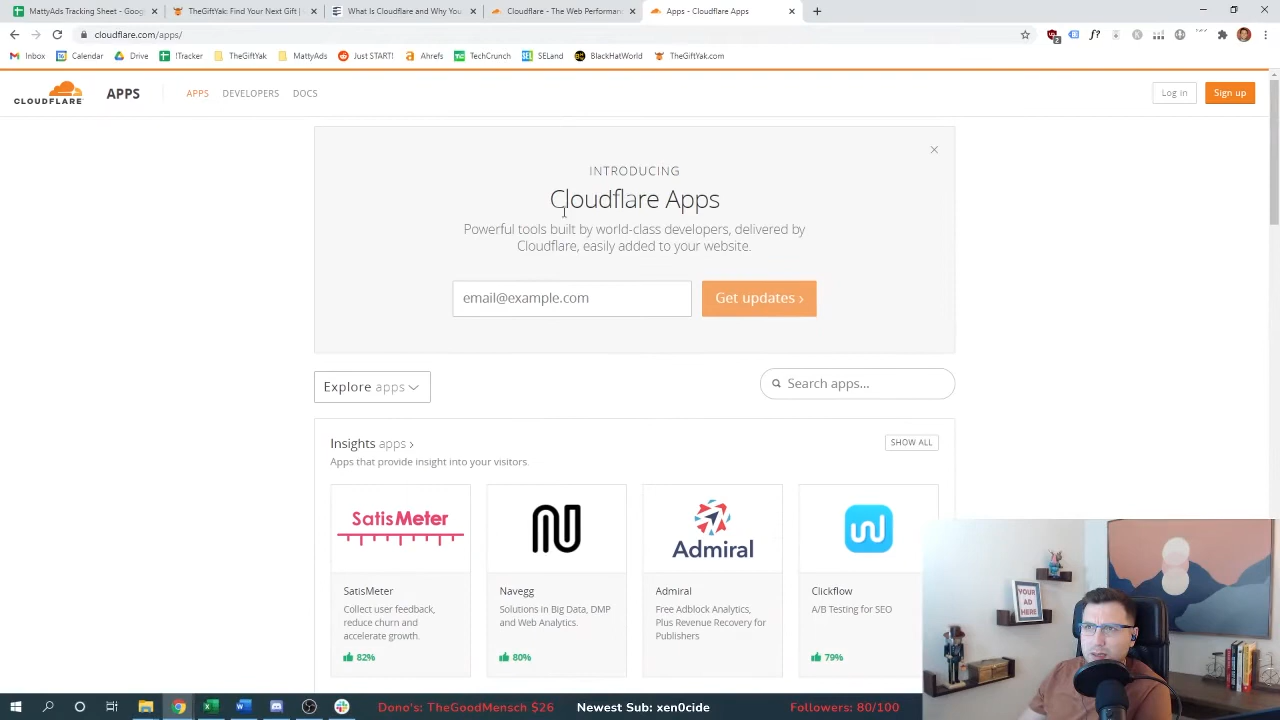 MattyAds Tracking Sheet - Goog
TheGiftYak: Find Your Next Gift |
What Is Cloudflare and Why You
Cloudflare - The Web Performan
Cloudflare Apps
cloudflare.com/apps/
Inbox
Calendar
Drive
ITracker
TheGiftYak
MattyAds
Just START!
Ahrefs
TechCrunch
SELand
BlackHatWorld
TheGiftYak.com
CLOUDFLARE
APPS
APPS
DEVELOPERS
DOCS
Log in
Sign up
INTRODUCING
Cloudflare Apps
Powerful tools built by world-class developers, delivered by
Cloudflare, easily added to your website.
email@example.com
Get updates ›
Explore apps
Search apps...
Insights apps ›
SHOW ALL
Apps that provide insight into your visitors.
SatisMeter
Admiral
SatisMeter
Collect user feedback,
reduce churn and
accelerate growth.
82%
Navegg
Solutions in Big Data, DMP
and Web Analytics.
80%
Admiral
Free Adblock Analytics,
Plus Revenue Recovery for
Publishers
Clickflow
A/B Testing for SEO
79%
YOUR
AD
HERE
Dono's: TheGoodMensch $26
Newest Sub: xen0cide
Followers: 80/100